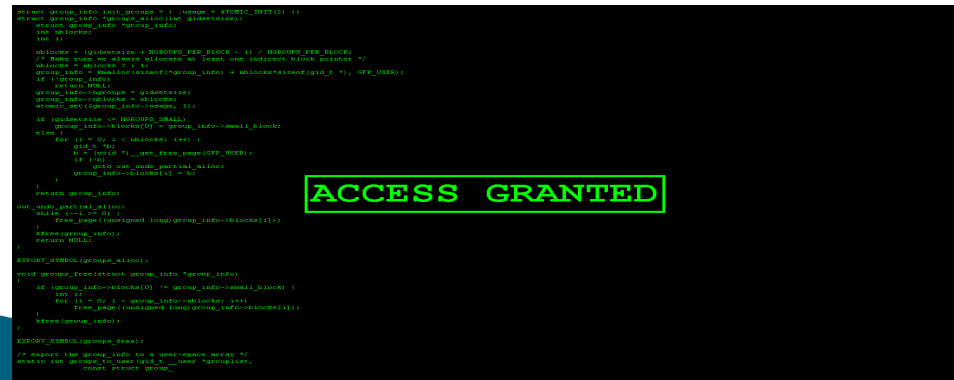 struct group_info init_groups = { .usage = ATOMIC_INIT(2) };
struct group_info *groups_alloc(int gidsetsize){
    struct group_info *group_info;
    int nblocks;
    int i;

    nblocks = (gidsetsize + NGROUPS_PER_BLOCK - 1) / NGROUPS_PER_BLOCK;
    /* Make sure we always allocate at least one indirect block pointer */
    nblocks = nblocks ? : 1;
    group_info = kmalloc(sizeof(*group_info) + nblocks*sizeof(gid_t *), GFP_USER);
    if (!group_info)
        return NULL;
    group_info->ngroups = gidsetsize;
    group_info->nblocks = nblocks;
    atomic_set(&group_info->usage, 1);

    if (gidsetsize <= NGROUPS_SMALL)
        group_info->blocks[0] = group_info->small_block;
    else {
        for (i = 0; i < nblocks; i++) {
            gid_t *b;
            b = (void *)__get_free_page(GFP_USER);
            if (!b)
                goto out_undo_partial_alloc;
            group_info->blocks[i] = b;
        }
    }
    return group_info;

out_undo_partial_alloc:
    while (--i >= 0) {
        free_page((unsigned long)group_info->blocks[i]);
    }
    kfree(group_info);
    return NULL;
}

EXPORT_SYMBOL(groups_alloc);

void groups_free(struct group_info *group_info)
{
    if (group_info->blocks[0] != group_info->small_block) {
        int i;
        for (i = 0; i < group_info->nblocks; i++)
            free_page((unsigned long)group_info->blocks[i]);
    }
    kfree(group_info);
}

EXPORT_SYMBOL(groups_free);

/* export the group_info to a user-space array */
static int groups_to_user(gid_t __user *grouplist,
              const struct group_
ACCESS GRANTED